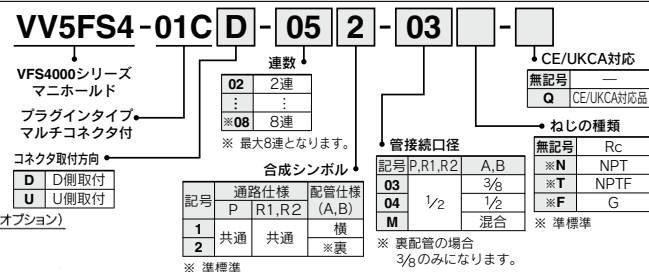 VV5FS4-01C D - 05 2 - 03 -
VFS4000シリーズ
マニホールド
プラグインタイプ
マルチコネクタ付
コネクタ取付方向
D D側取付
U U側取付
オプション)
連数
02 2連
⋮ ⋮
※08 8連
※ 最大8連となります。
合成シンボル
記号 通路仕様 配管仕様
P R1,R2 (A,B)
1 共通 共通 横
2 ※裏
※ 準標準
管接続口径
記号 P,R1,R2 A,B
03 1/2 3/8
04 1/2
M 混合
※ 裏配管の場合
3/8のみになります。
CE/UKCA対応
無記号 —
Q CE/UKCA対応品
ねじの種類
無記号 Rc
※N NPT
※T NPTF
※F G
※ 準標準